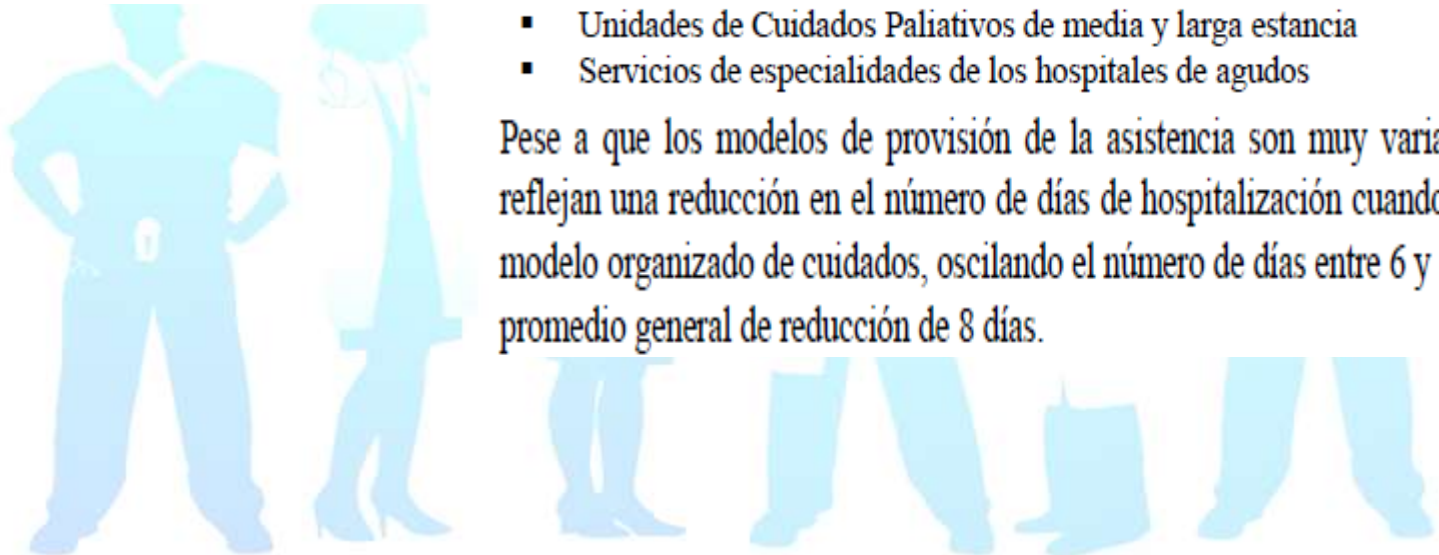 ▪ Unidades de Cuidados Paliativos de media y larga estancia
▪ Servicios de especialidades de los hospitales de agudos
Pese a que los modelos de provisión de la asistencia son muy varia
reflejan una reducción en el número de días de hospitalización cuando
modelo organizado de cuidados, oscilando el número de días entre 6 y
promedio general de reducción de 8 días.